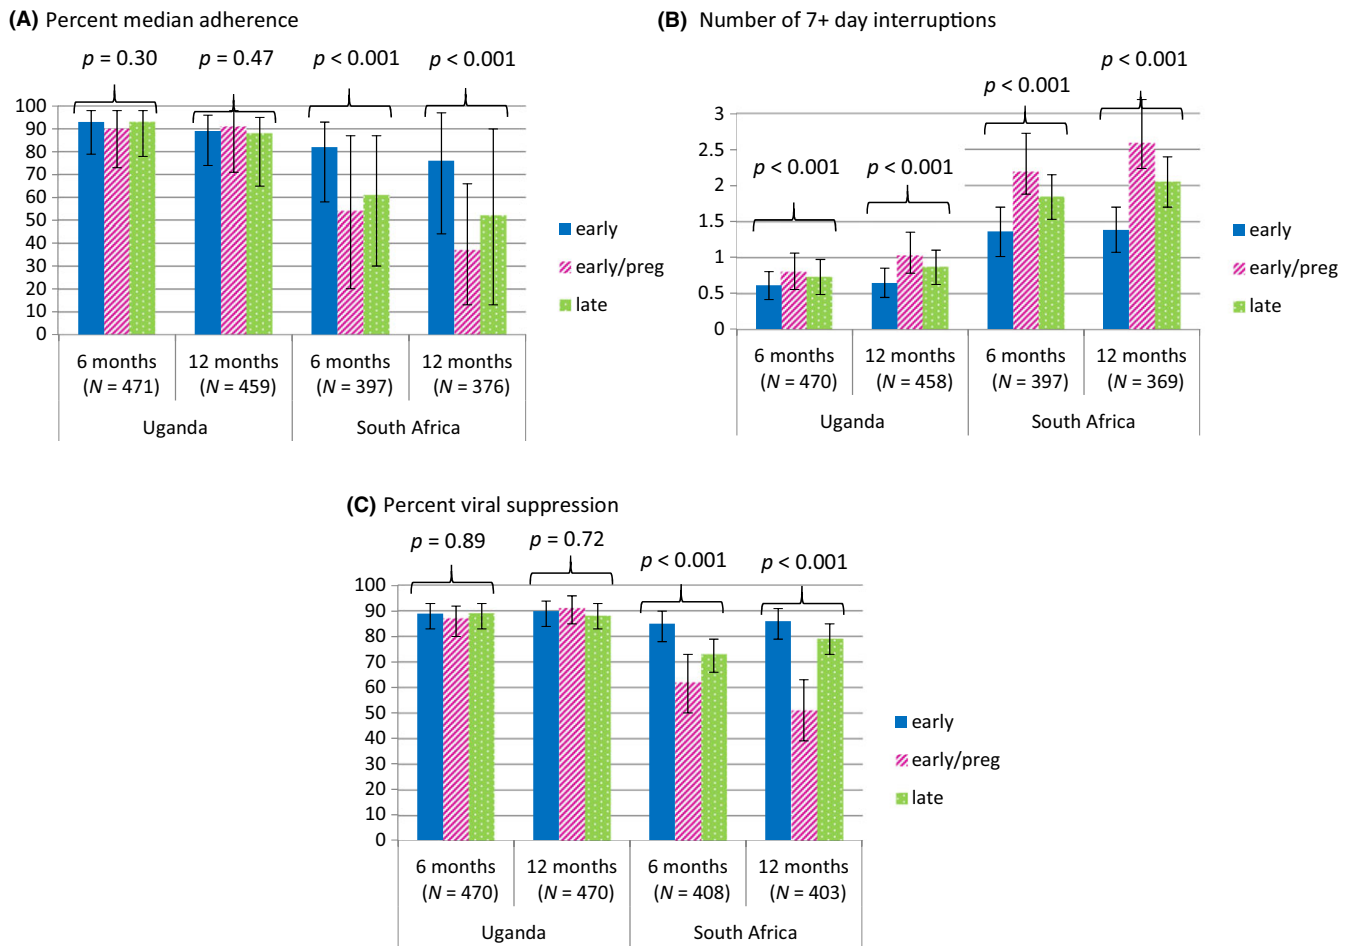 (A) Percent median adherence
p = 0.30
p = 0.47
p < 0.001
p < 0.001
100
90
80
70
60
50
40
30
20
10
0
6 months
(N = 471)
12 months
(N = 459)
6 months
(N = 397)
12 months
(N = 376)
Uganda
South Africa
early
early/preg
late
(B) Number of 7+ day interruptions
p < 0.001
p < 0.001
p < 0.001
p < 0.001
3
2.5
2
1.5
1
0.5
0
6 months
(N = 470)
12 months
(N = 458)
6 months
(N = 397)
12 months
(N = 369)
Uganda
South Africa
early
early/preg
late
(C) Percent viral suppression
p = 0.89
p = 0.72
p < 0.001
p < 0.001
100
90
80
70
60
50
40
30
20
10
0
6 months
(N = 470)
12 months
(N = 470)
6 months
(N = 408)
12 months
(N = 403)
Uganda
South Africa
early
early/preg
late